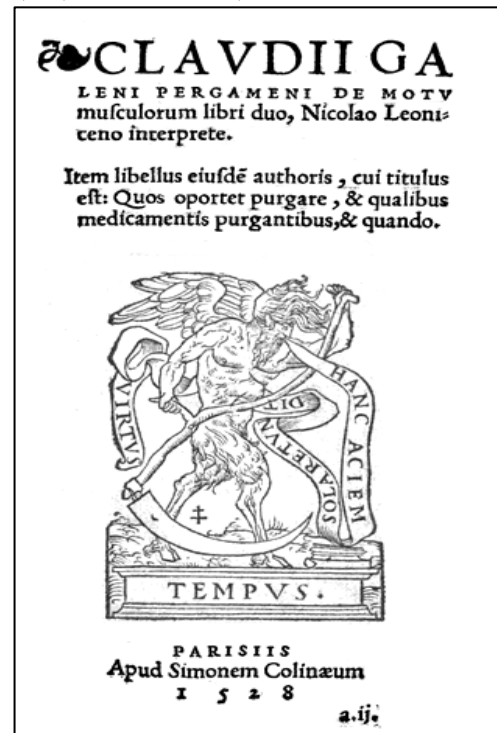 ❧CLAVDII GA
LENI PERGAMENI DE MOTV
muſculorum libri duo, Nicolao Leoni⸗
ceno interprete.
Item libellus eiuſdē authoris, cui titulus
eſt: Quos oportet purgare, & qualibus
medicamentis purgantibus, & quando.
VIRTVS
HANC ACIEM
SOLA RETVN
DIT
TEMPVS.
PARISIIS
Apud Simonem Colinæum
1528
a.ij.